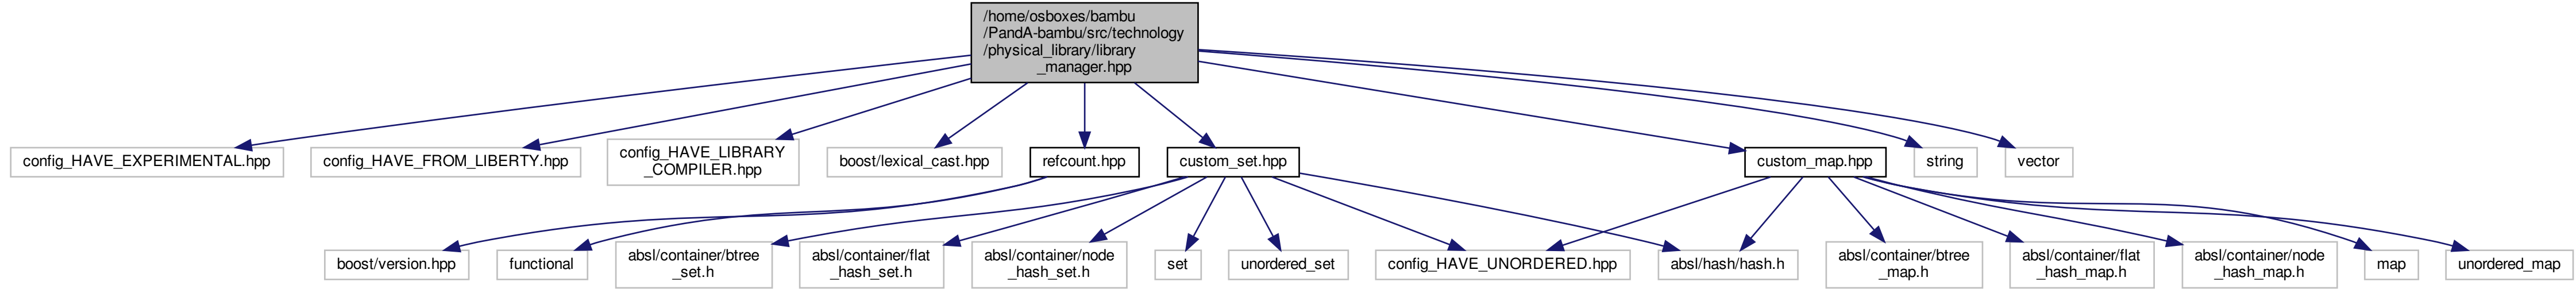 /home/osboxes/bambu
/PandA-bambu/src/technology
/physical_library/library
_manager.hpp
config_HAVE_EXPERIMENTAL.hpp
config_HAVE_FROM_LIBERTY.hpp
config_HAVE_LIBRARY
_COMPILER.hpp
boost/lexical_cast.hpp
refcount.hpp
custom_set.hpp
custom_map.hpp
string
vector
boost/version.hpp
functional
absl/container/btree
_set.h
absl/container/flat
_hash_set.h
absl/container/node
_hash_set.h
set
unordered_set
config_HAVE_UNORDERED.hpp
absl/hash/hash.h
absl/container/btree
_map.h
absl/container/flat
_hash_map.h
absl/container/node
_hash_map.h
map
unordered_map